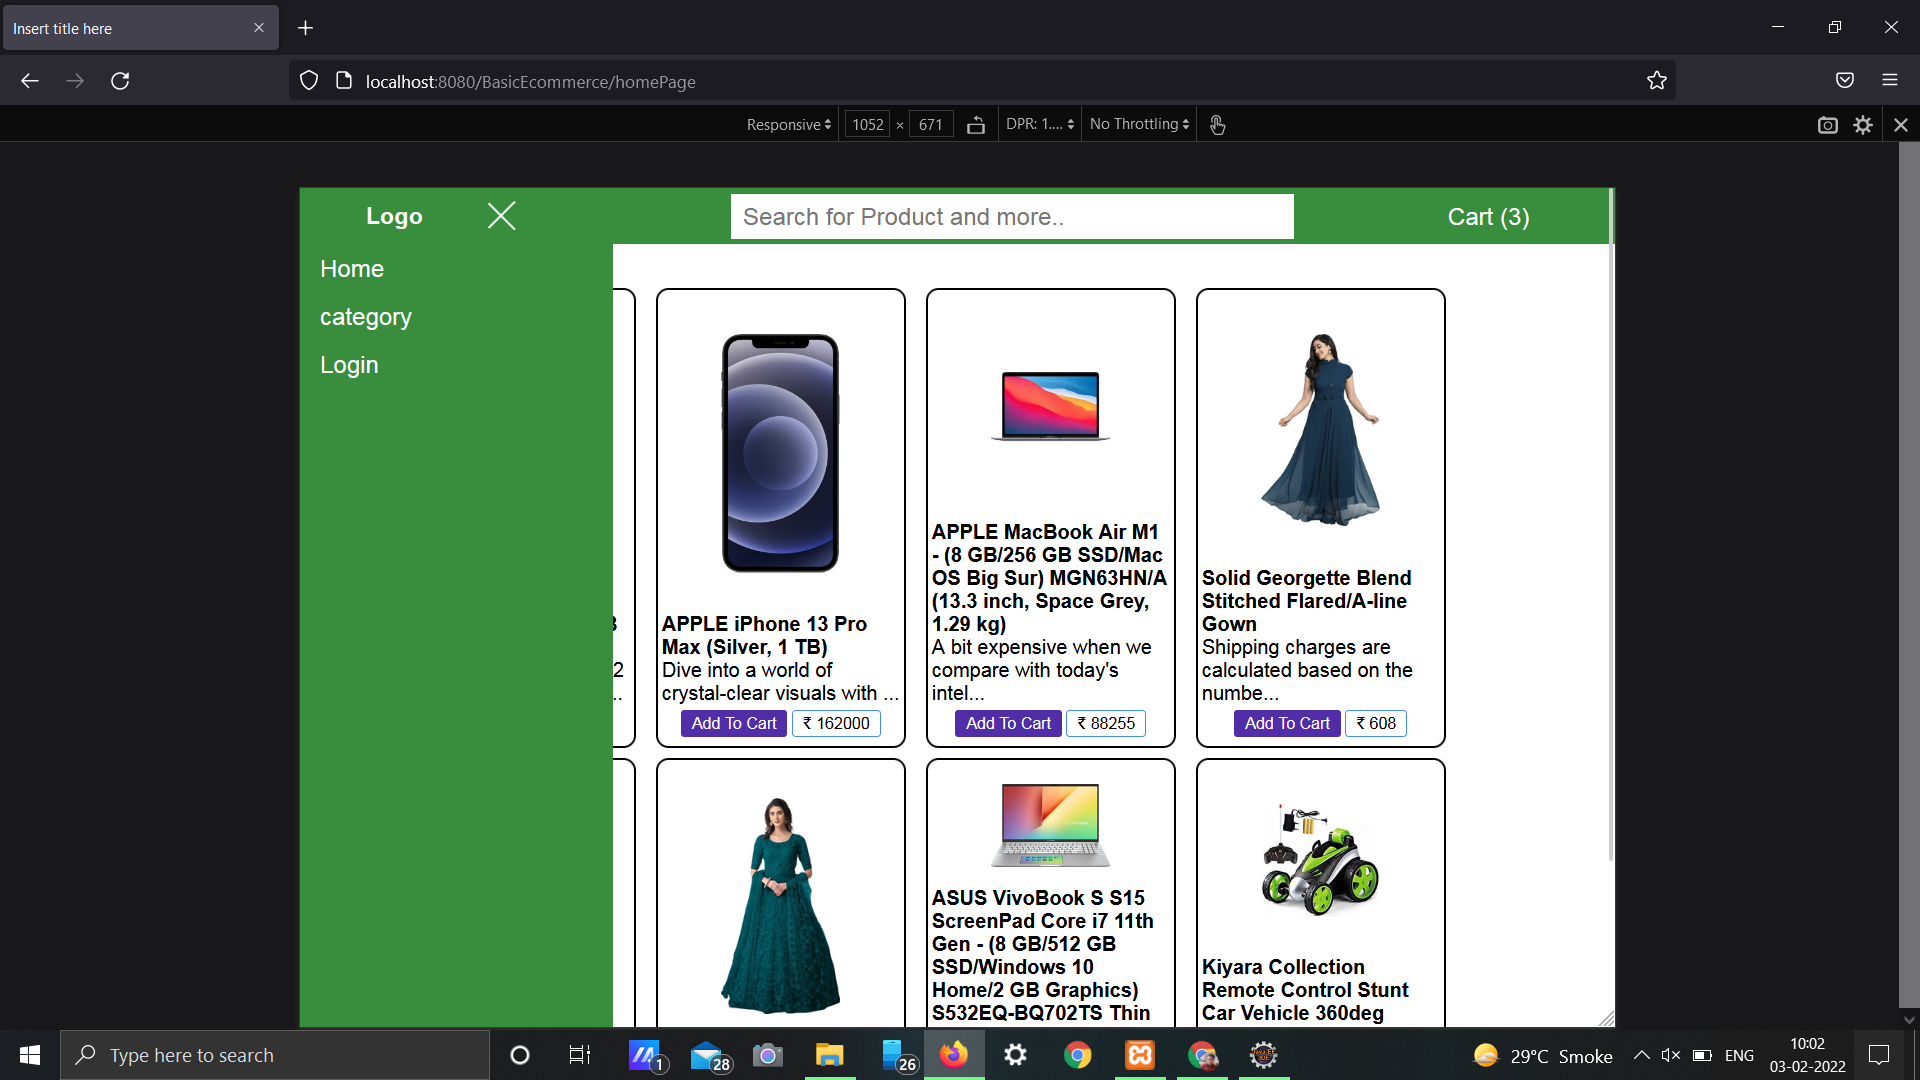 Insert title here
localhost:8080/BasicEcommerce/homePage
Responsive 1052 × 671 DPR: 1.... No Throttling
Logo
Search for Product and more..
Cart (3)
Home
category
Login
2
..
APPLE iPhone 13 Pro
Max (Silver, 1 TB)
Dive into a world of
crystal-clear visuals with ...
Add To Cart ₹ 162000
APPLE MacBook Air M1
- (8 GB/256 GB SSD/Mac
OS Big Sur) MGN63HN/A
(13.3 inch, Space Grey,
1.29 kg)
A bit expensive when we
compare with today's
intel...
Add To Cart ₹ 88255
Solid Georgette Blend
Stitched Flared/A-line
Gown
Shipping charges are
calculated based on the
numbe...
Add To Cart ₹ 608
ASUS VivoBook S S15
ScreenPad Core i7 11th
Gen - (8 GB/512 GB
SSD/Windows 10
Home/2 GB Graphics)
S532EQ-BQ702TS Thin
Kiyara Collection
Remote Control Stunt
Car Vehicle 360deg
Type here to search
1
28
26
29°C Smoke
ENG
10:02
03-02-2022